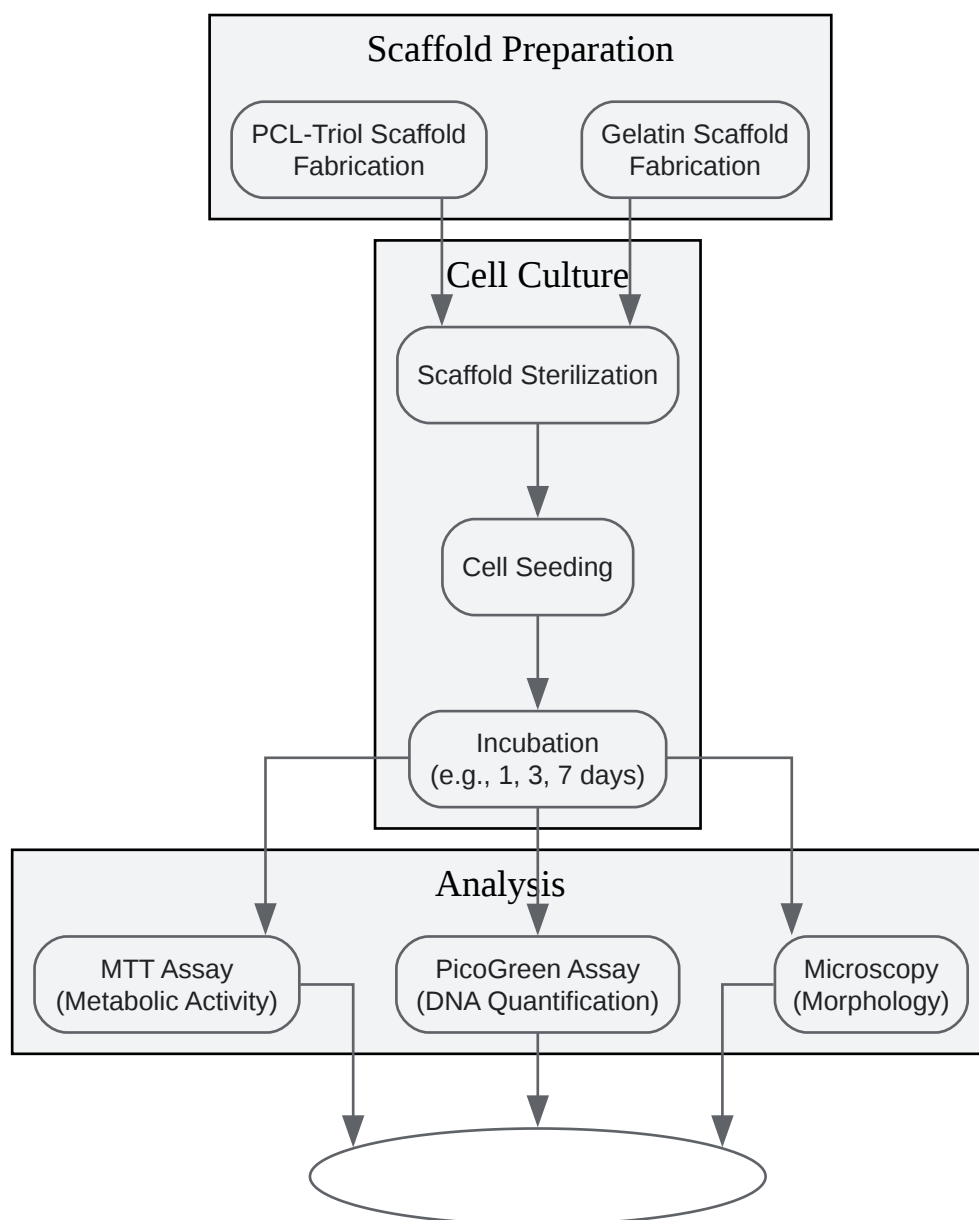 Scaffold Preparation
PCL-Triol Scaffold
Fabrication
Gelatin Scaffold
Fabrication
Cell Culture
Scaffold Sterilization
Cell Seeding
Incubation
(e.g., 1, 3, 7 days)
Analysis
MTT Assay
(Metabolic Activity)
PicoGreen Assay
(DNA Quantification)
Microscopy
(Morphology)